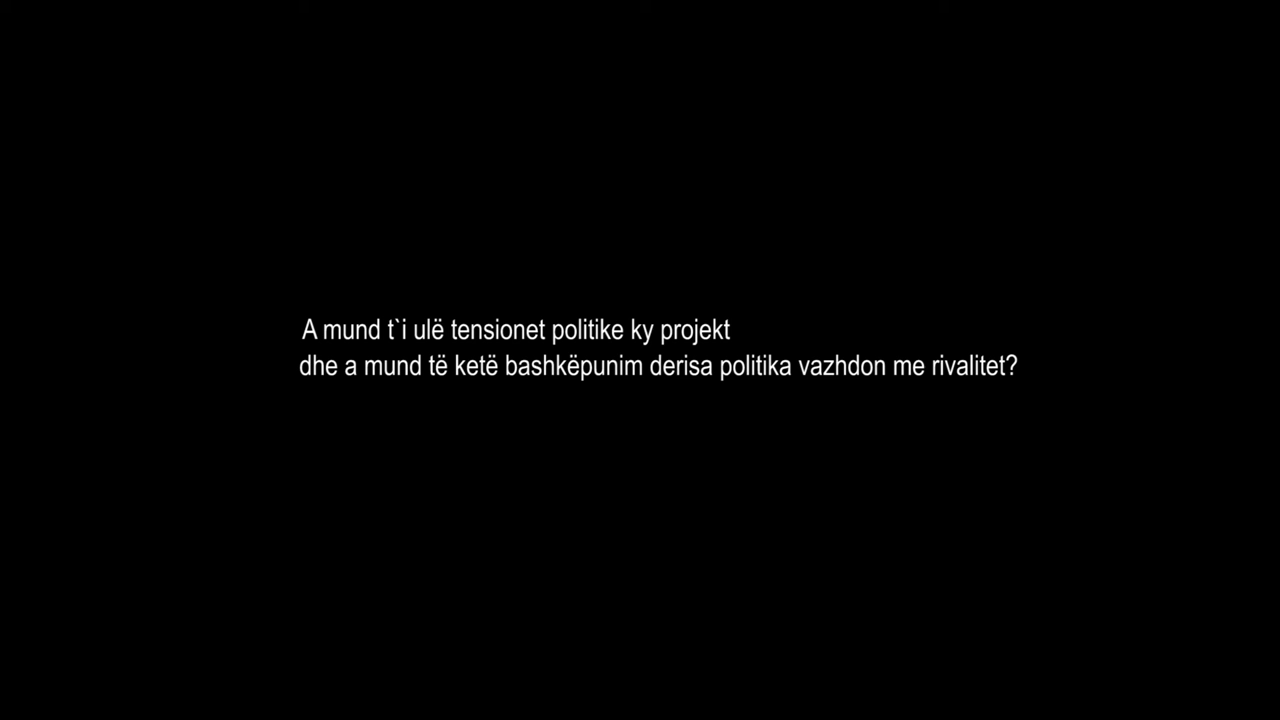 A mund t`i ulë tensionet politike ky projekt
dhe a mund të ketë bashkëpunim derisa politika vazhdon me rivalitet?